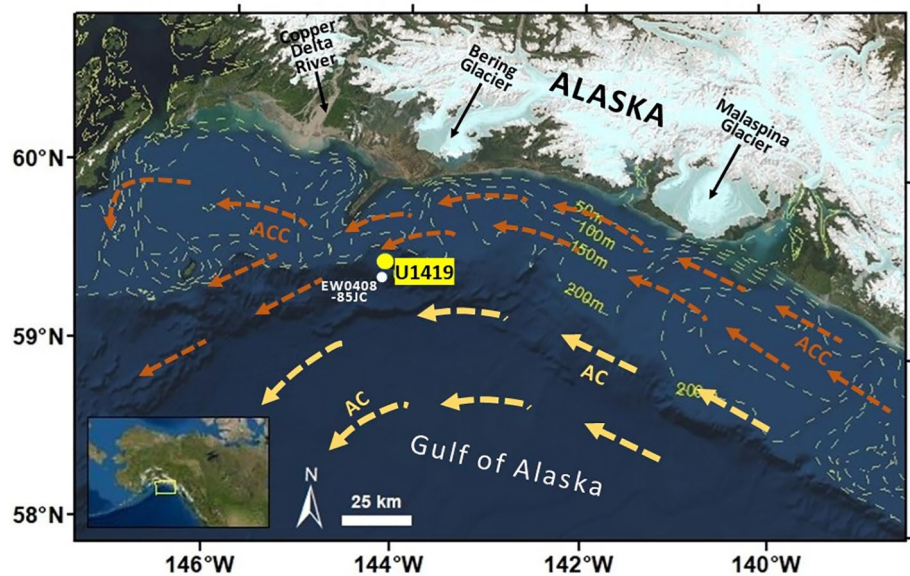 Copper
Delta
River
Bering
Glacier
ALASKA
Malaspina
Glacier
60°N
59°N
58°N
50m
100m
150m
200m
200m
ACC
ACC
U1419
EW0408
-85JC
AC
AC
Gulf of Alaska
N
25 km
146°W
144°W
142°W
140°W